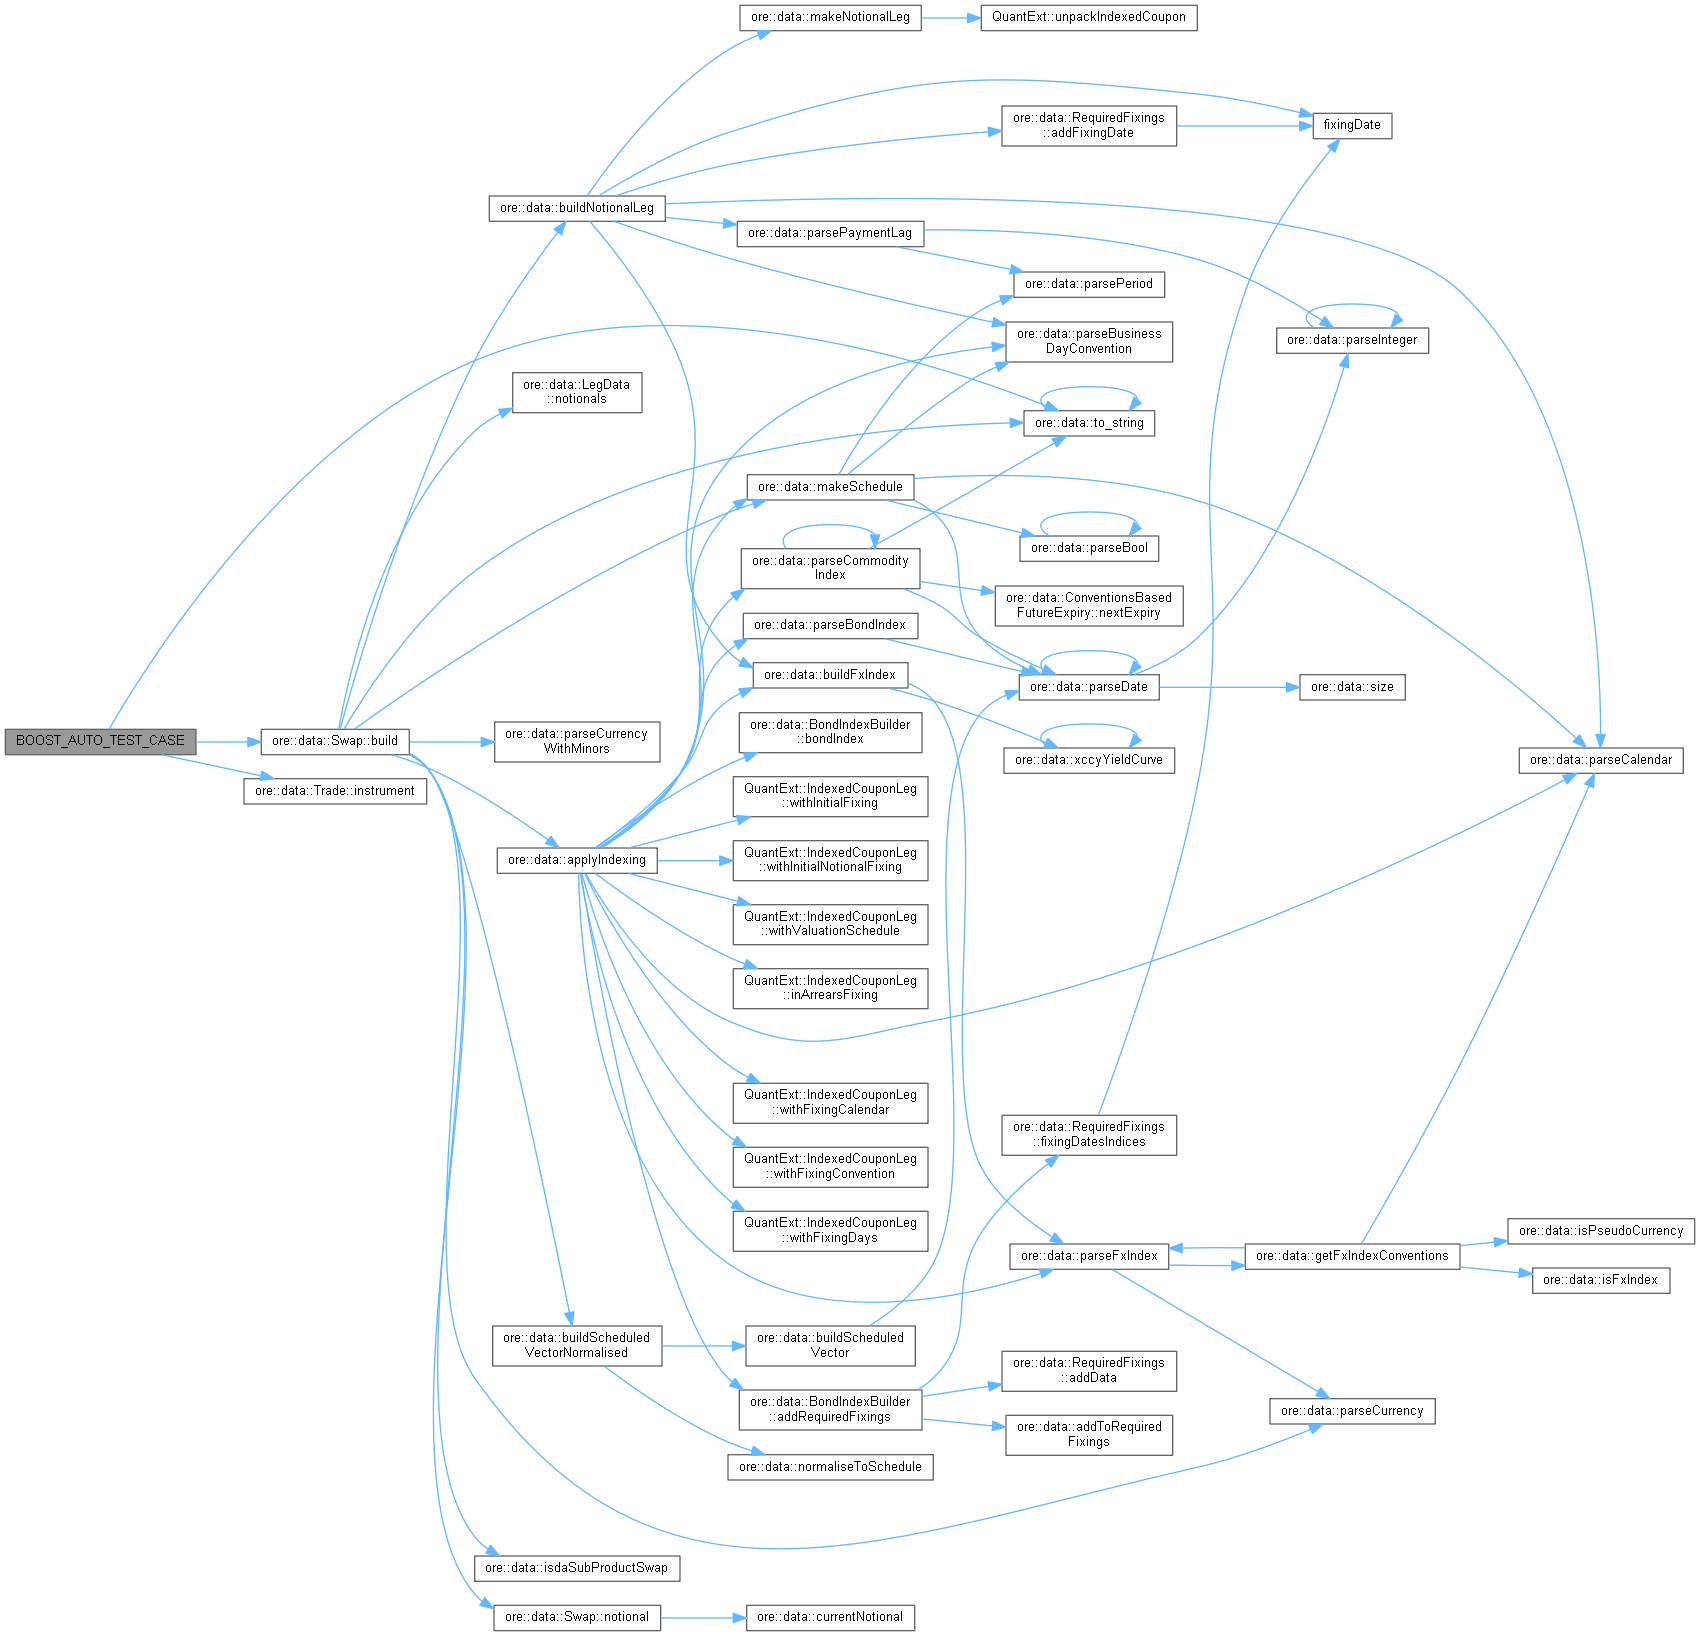 ore::data::makeNotionalLeg
QuantExt::unpackIndexedCoupon
ore::data::RequiredFixings
::addFixingDate
fixingDate
ore::data::buildNotionalLeg
ore::data::parsePaymentLag
ore::data::parsePeriod
ore::data::parseBusiness
DayConvention
ore::data::parseInteger
ore::data::LegData
::notionals
ore::data::to_string
ore::data::makeSchedule
ore::data::parseBool
ore::data::parseCommodity
Index
ore::data::ConventionsBased
FutureExpiry::nextExpiry
ore::data::parseBondIndex
ore::data::buildFxIndex
ore::data::parseDate
ore::data::size
BOOST_AUTO_TEST_CASE
ore::data::Swap::build
ore::data::parseCurrency
WithMinors
ore::data::BondIndexBuilder
::bondIndex
ore::data::xccyYieldCurve
ore::data::parseCalendar
ore::data::Trade::instrument
QuantExt::IndexedCouponLeg
::withInitialFixing
ore::data::applyIndexing
QuantExt::IndexedCouponLeg
::withInitialNotionalFixing
QuantExt::IndexedCouponLeg
::withValuationSchedule
QuantExt::IndexedCouponLeg
::inArrearsFixing
QuantExt::IndexedCouponLeg
::withFixingCalendar
ore::data::RequiredFixings
::fixingDatesIndices
QuantExt::IndexedCouponLeg
::withFixingConvention
QuantExt::IndexedCouponLeg
::withFixingDays
ore::data::parseFxIndex
ore::data::getFxIndexConventions
ore::data::isPseudoCurrency
ore::data::isFxIndex
ore::data::buildScheduled
VectorNormalised
ore::data::buildScheduled
Vector
ore::data::RequiredFixings
::addData
ore::data::BondIndexBuilder
::addRequiredFixings
ore::data::parseCurrency
ore::data::addToRequired
Fixings
ore::data::normaliseToSchedule
ore::data::isdaSubProductSwap
ore::data::Swap::notional
ore::data::currentNotional